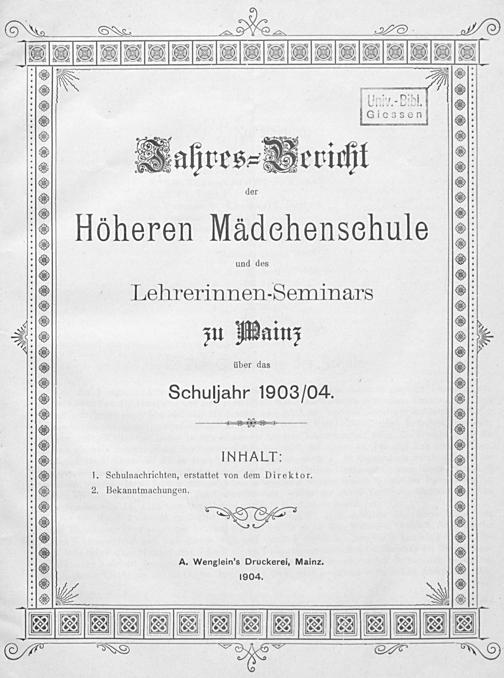 Univ.-Bibl.
Giessen
Jahres=Bericht
der
Höheren Mädchenschule
und des
Lehrerinnen-Seminars
zu Mainz
über das
Schuljahr 1903/04.
INHALT:
1. Schulnachrichten, erstattet von dem Direktor.
2. Bekanntmachungen.
A. Wenglein's Druckerei, Mainz.
1904.